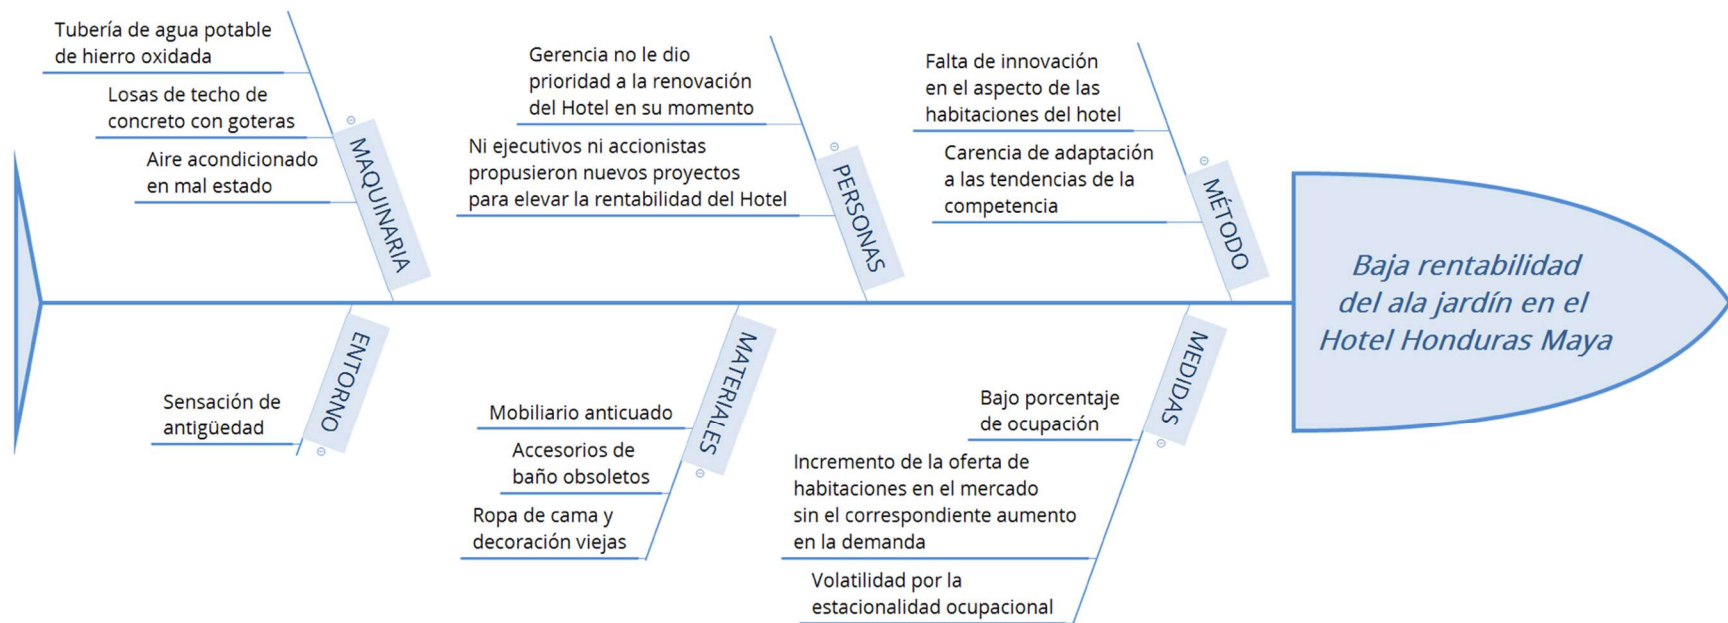 Tubería de agua potable
de hierro oxidada
Losas de techo de
concreto con goteras
Aire acondicionado
en mal estado
MAQUINARIA
Gerencia no le dio
prioridad a la renovación
del Hotel en su momento
Ni ejecutivos ni accionistas
propusieron nuevos proyectos
para elevar la rentabilidad del Hotel
PERSONAS
Falta de innovación
en el aspecto de las
habitaciones del hotel
Carencia de adaptación
a las tendencias de la
competencia
MÉTODO
Baja rentabilidad
del ala jardín en el
Hotel Honduras Maya
ENTORNO
Sensación de
antigüedad
MATERIALES
Mobiliario anticuado
Accesorios de
baño obsoletos
Ropa de cama y
decoración viejas
MEDIDAS
Bajo porcentaje
de ocupación
Incremento de la oferta de
habitaciones en el mercado
sin el correspondiente aumento
en la demanda
Volatilidad por la
estacionalidad ocupacional